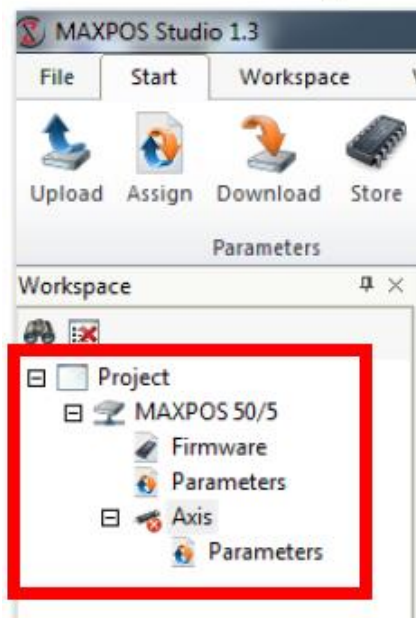 MAXPOS Studio 1.3
File Start Workspace
Upload Assign Download Store
Parameters
Workspace
Project
MAXPOS 50/5
Firmware
Parameters
Axis
Parameters